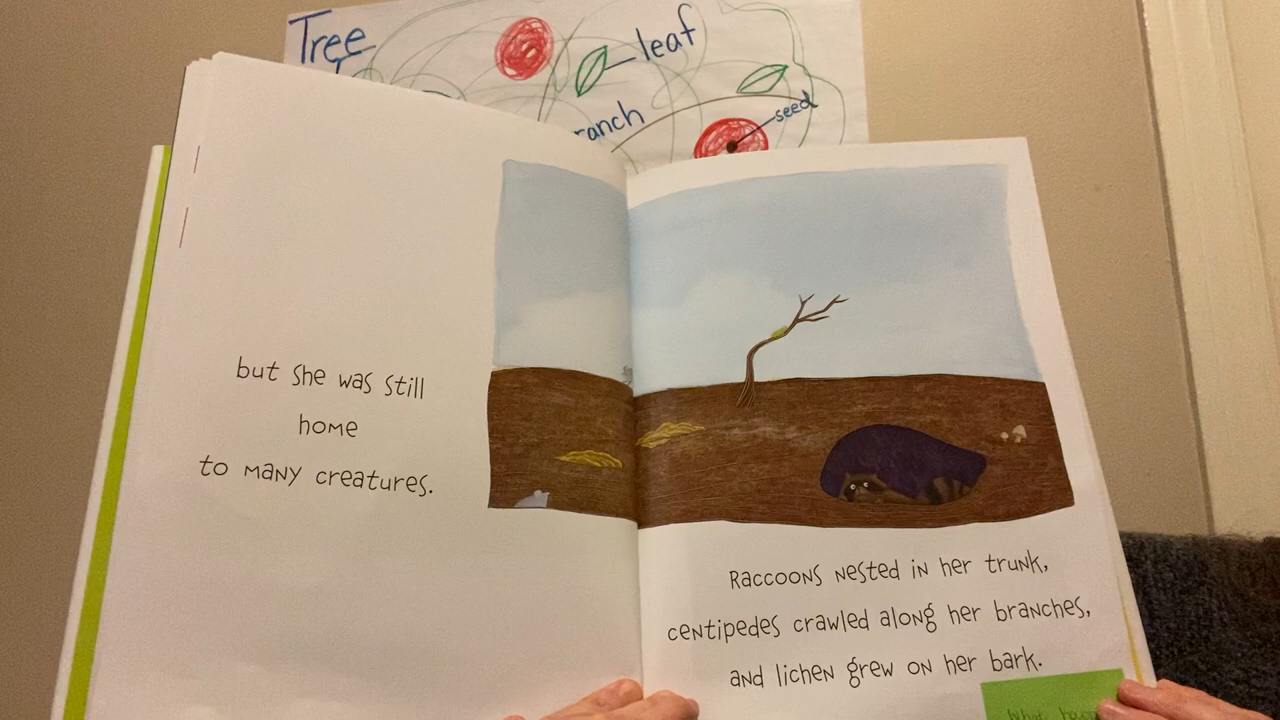 Tree
leaf
seed
but she was still
home
to many creatures.
Raccoons nested in her trunk,
centipedes crawled along her branches,
and lichen grew on her bark.
What